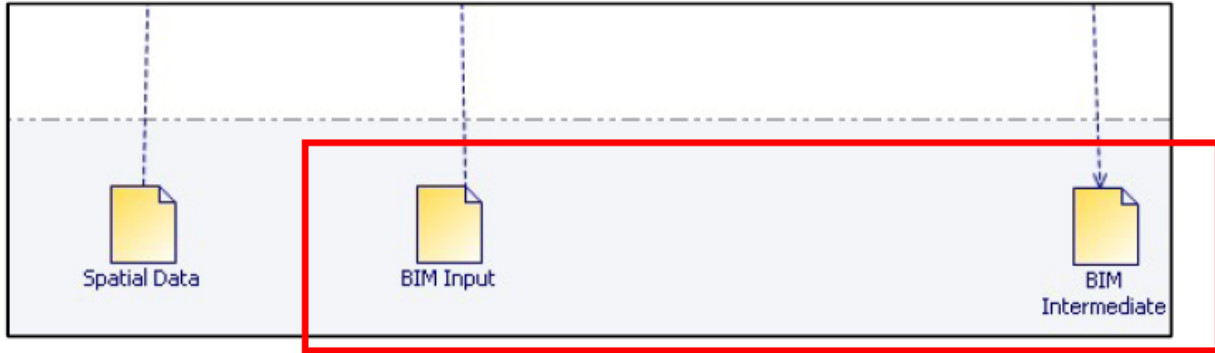 Spatial Data
BIM Input
BIM
Intermediate